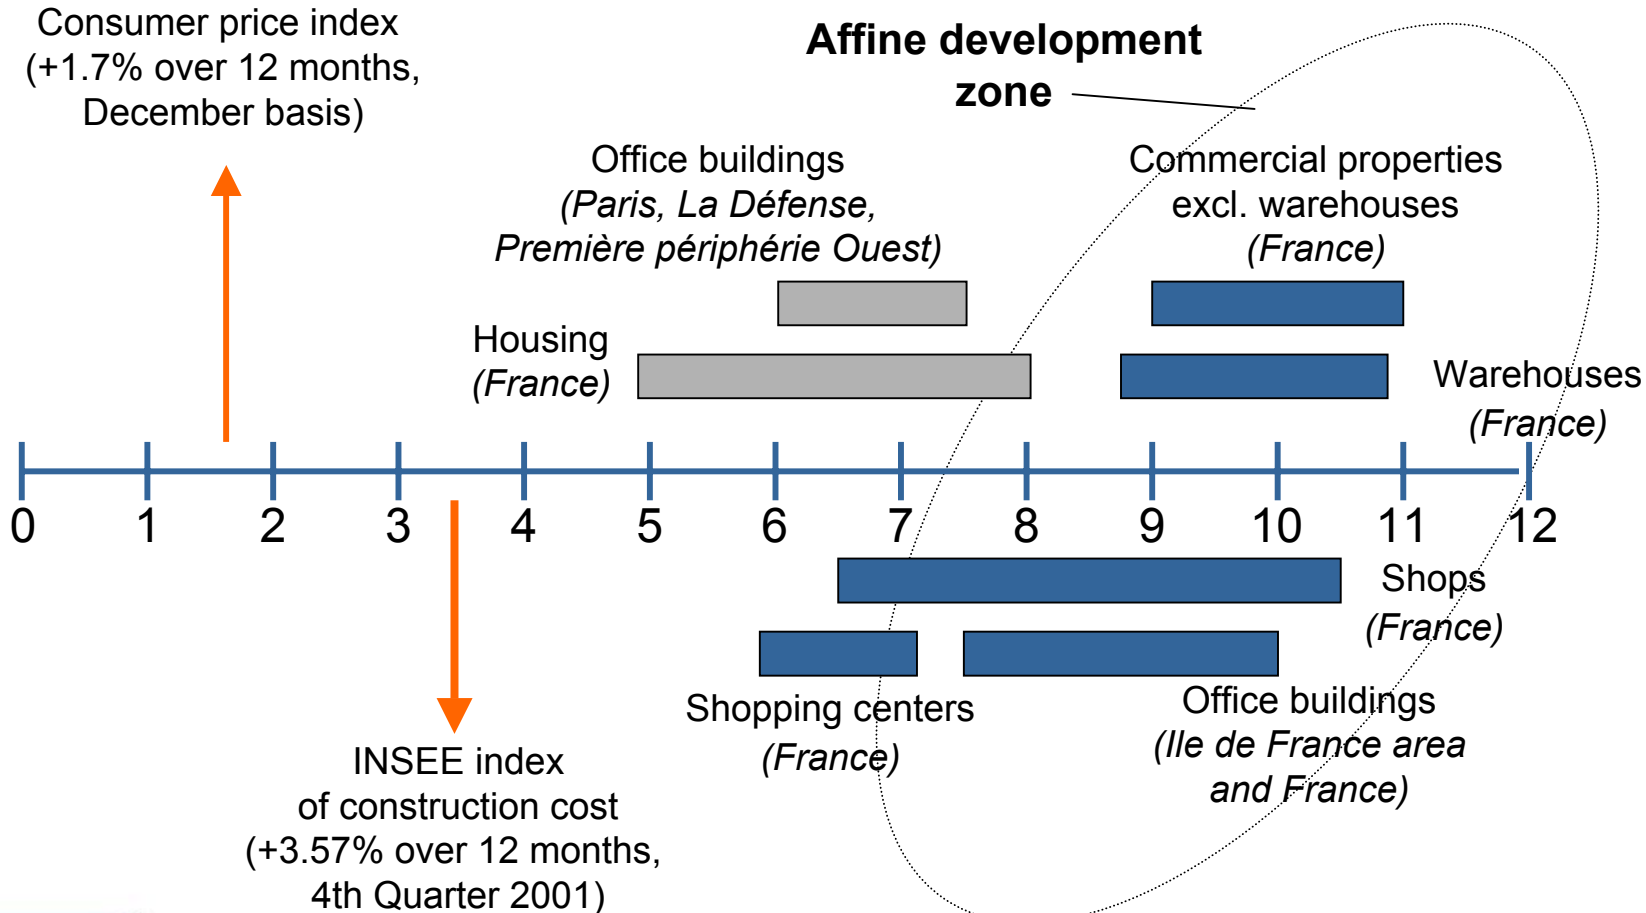 Consumer price index
(+1.7% over 12 months,
December basis)
Affine development
zone
Office buildings
(Paris, La Défense,
Première périphérie Ouest)
Commercial properties
excl. warehouses
(France)
Housing
(France)
Warehouses
(France)
0 1 2 3 4 5 6 7 8 9 10 11 12
Shops
(France)
Shopping centers
(France)
Office buildings
(Ile de France area
and France)
INSEE index
of construction cost
(+3.57% over 12 months,
4th Quarter 2001)